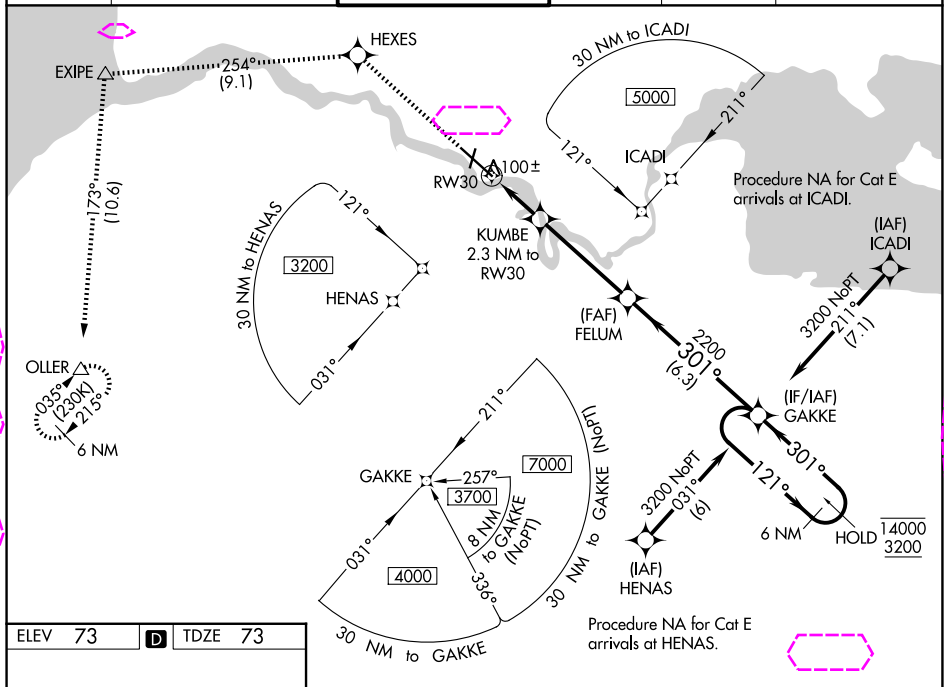 HEXES
EXIPE
254°
(9.1)
173°
(10.6)
OLLER
035°
(230K)
215°
6 NM
30 NM to HENAS
121°
3200
HENAS
031°
RW30
100±
KUMBE
2.3 NM to
RW30
30 NM to ICADI
5000
211°
121°
ICADI
Procedure NA for Cat E
arrivals at ICADI.
(IAF)
ICADI
3200 NoPT
211°
(7.1)
(FAF)
FELUM
2200
301°
(6.3)
(IF/IAF)
GAKKE
301°
121°
6 NM
HOLD
14000
3200
3200 NoPT
031°
(6)
(IAF)
HENAS
Procedure NA for Cat E
arrivals at HENAS.
211°
GAKKE
257°
3700
7000
8 NM
to GAKKE
(NoPT)
30 NM to GAKKE (NoPT)
031°
4000
336°
30 NM to GAKKE
ELEV 73
D
TDZE 73